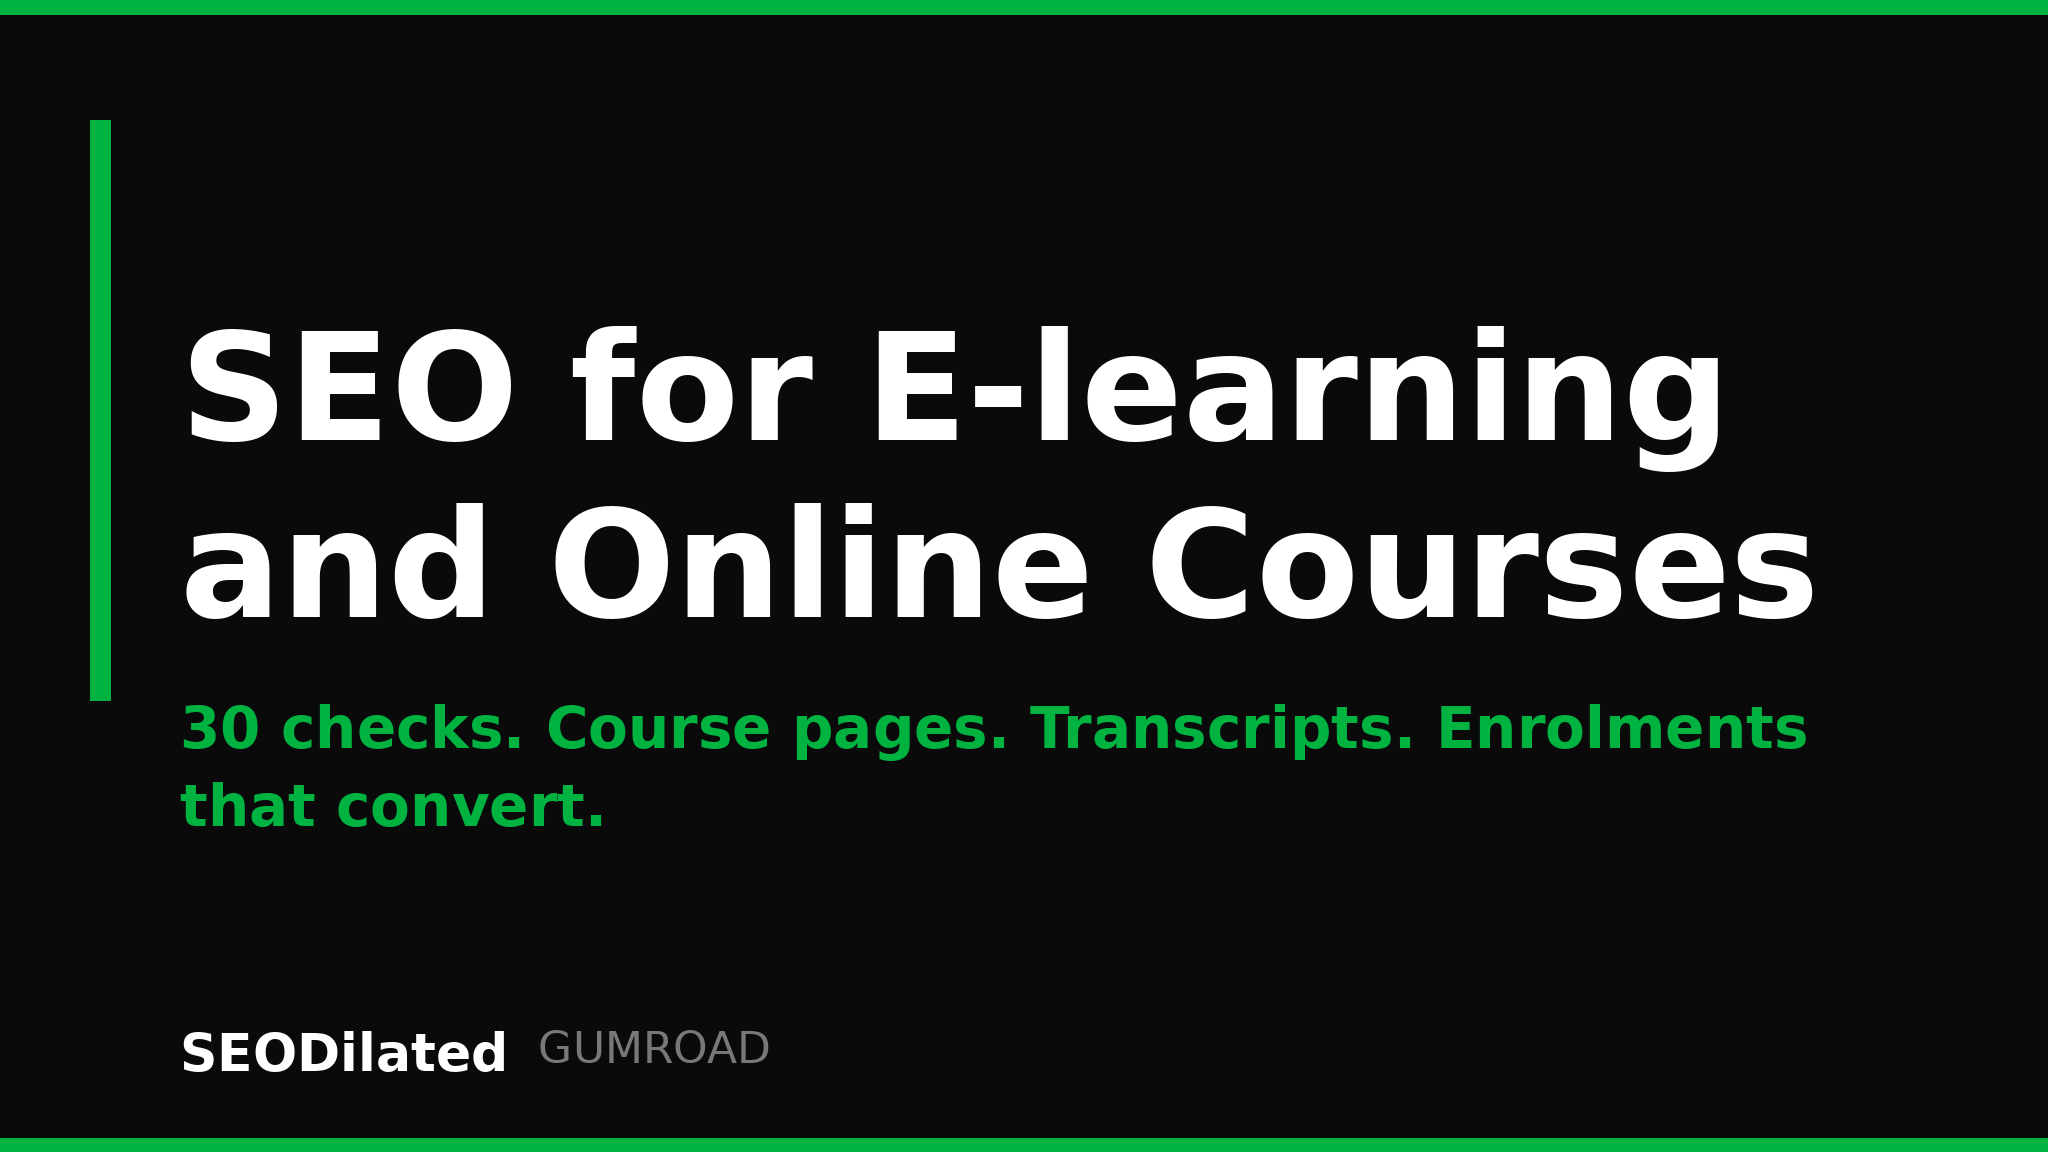 SEO for E-learning
and Online Courses
30 checks. Course pages. Transcripts. Enrolments
that convert.
SEODilated GUMROAD